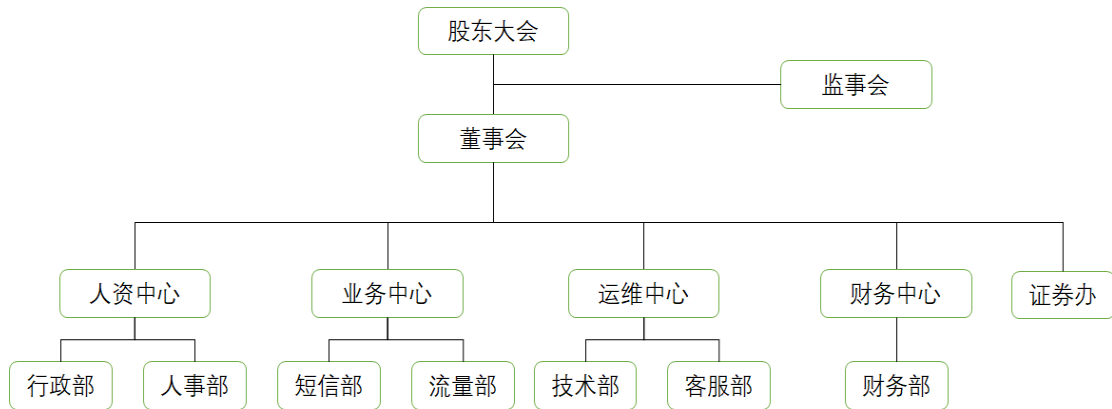 股东大会
监事会
董事会
人资中心
业务中心
运维中心
财务中心
证券办
行政部
人事部
短信部
流量部
技术部
客服部
财务部